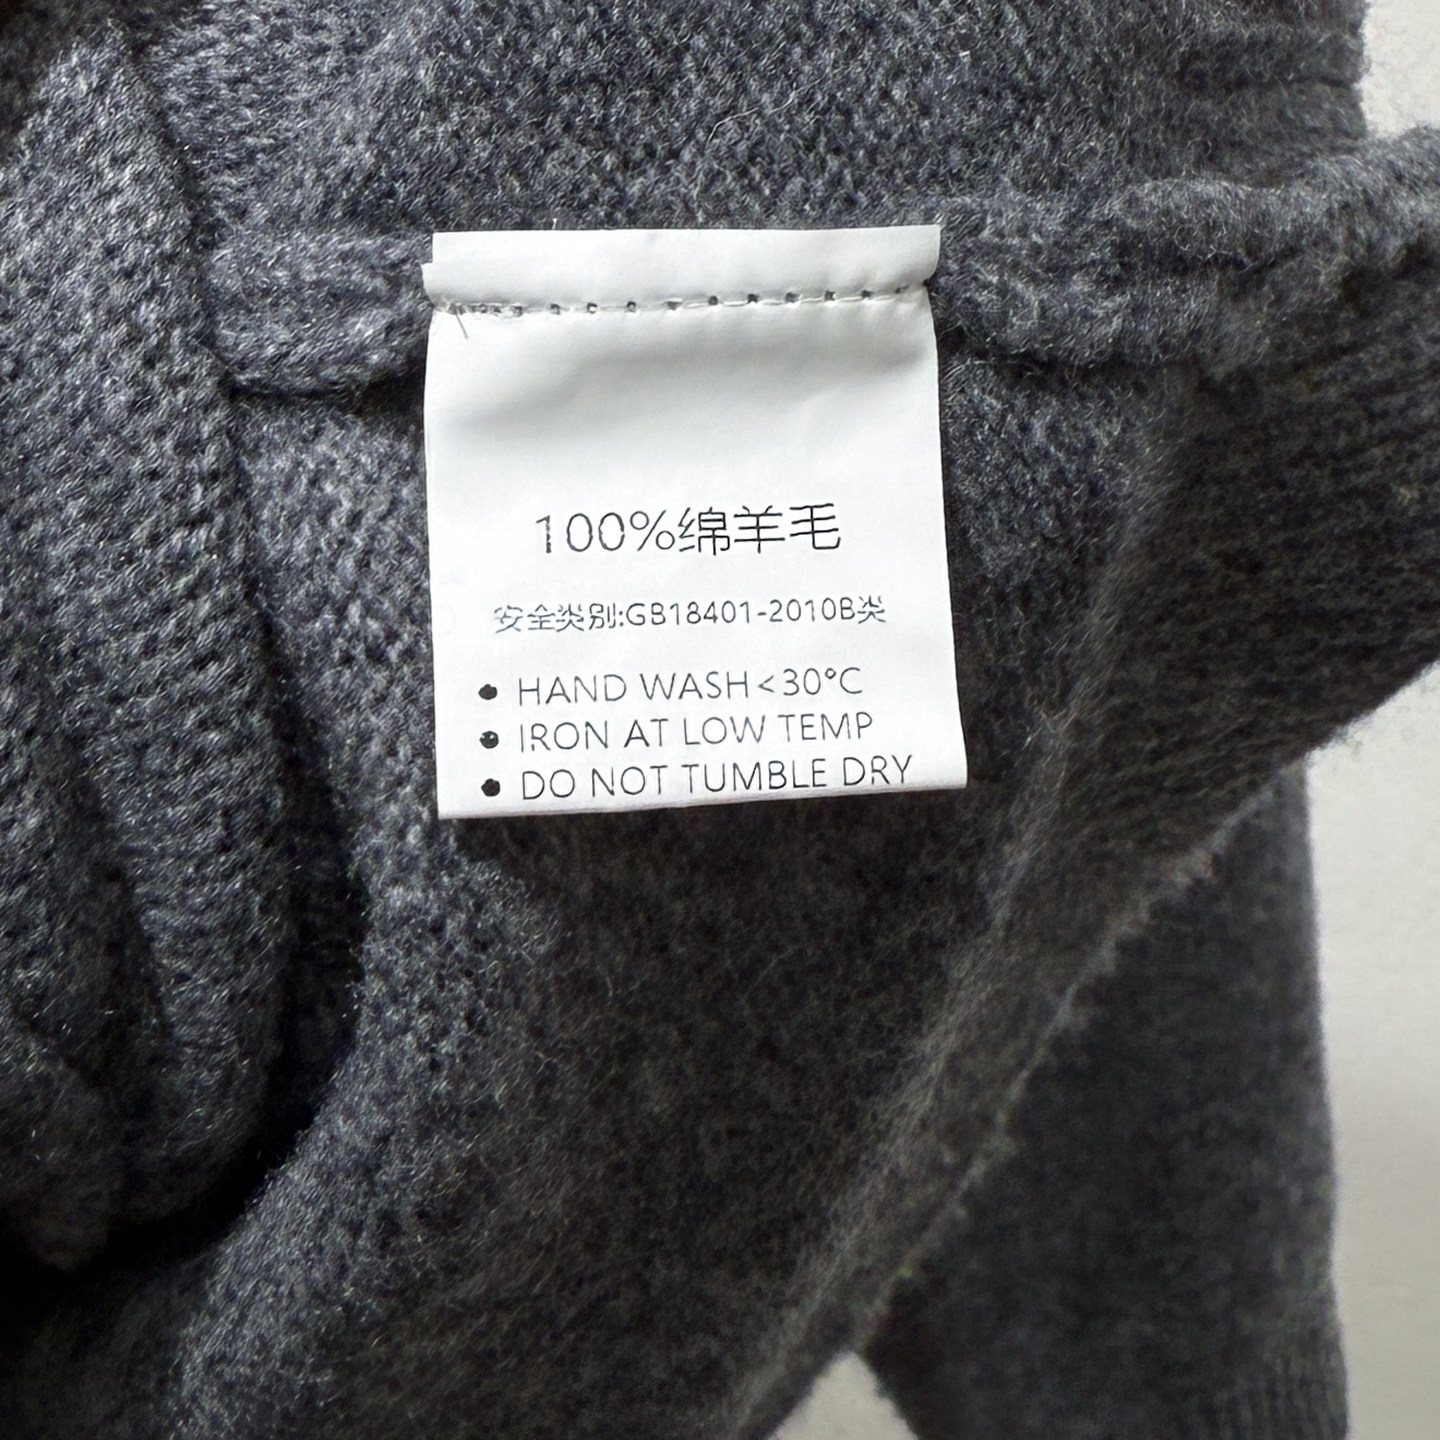 100%绵羊毛
安全类别:GB18401-2010B类
• HAND WASH<30°C
• IRON AT LOW TEMP
• DO NOT TUMBLE DRY